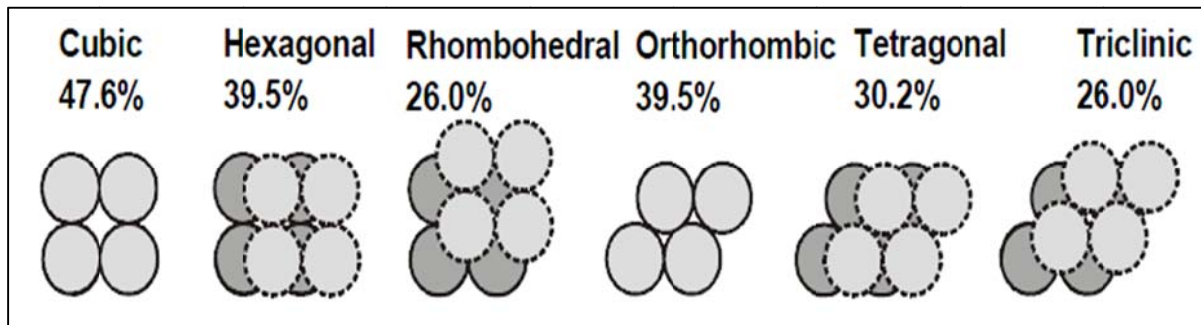 Cubic Hexagonal Rhombohedral Orthorhombic Tetragonal Triclinic
47.6% 39.5% 26.0% 39.5% 30.2% 26.0%